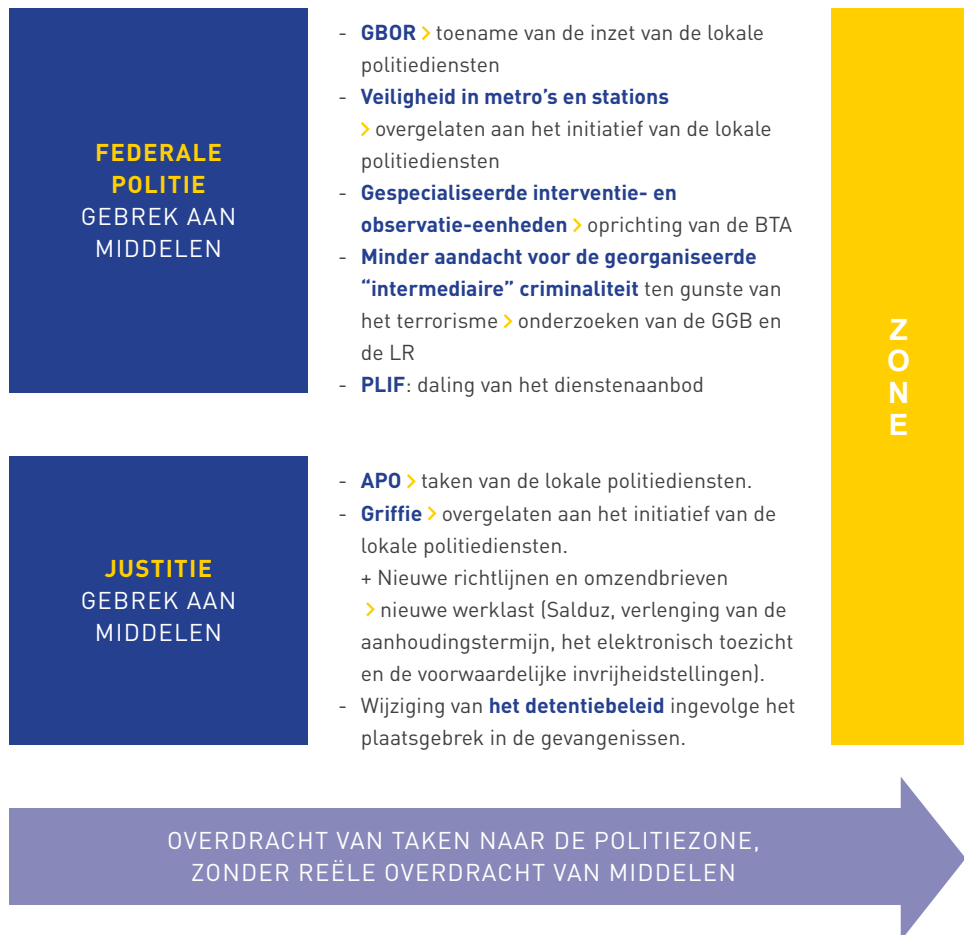 FEDERALE
POLITIE
GEBREK AAN
MIDDELEN
- GBOR > toename van de inzet van de lokale
politiediensten
- Veiligheid in metro's en stations
> overgelaten aan het initiatief van de lokale
politiediensten
- Gespecialiseerde interventie- en
observatie-eenheden > oprichting van de BTA
- Minder aandacht voor de georganiseerde
“intermediaire” criminaliteit ten gunste van
het terrorisme > onderzoeken van de GGB en
de LR
- PLIF: daling van het dienstenaanbod
JUSTITIE
GEBREK AAN
MIDDELEN
- APO > taken van de lokale politiediensten.
- Griffie > overgelaten aan het initiatief van de
lokale politiediensten.
+ Nieuwe richtlijnen en omzendbrieven
> nieuwe werklast (Salduz, verlenging van de
aanhoudingstermijn, het elektronisch toezicht
en de voorwaardelijke invrijheidstellingen).
- Wijziging van het detentiebeleid ingevolge het
plaatsgebrek in de gevangenissen.
Z
O
N
E
OVERDRACHT VAN TAKEN NAAR DE POLITIEZONE,
ZONDER REËLE OVERDRACHT VAN MIDDELEN